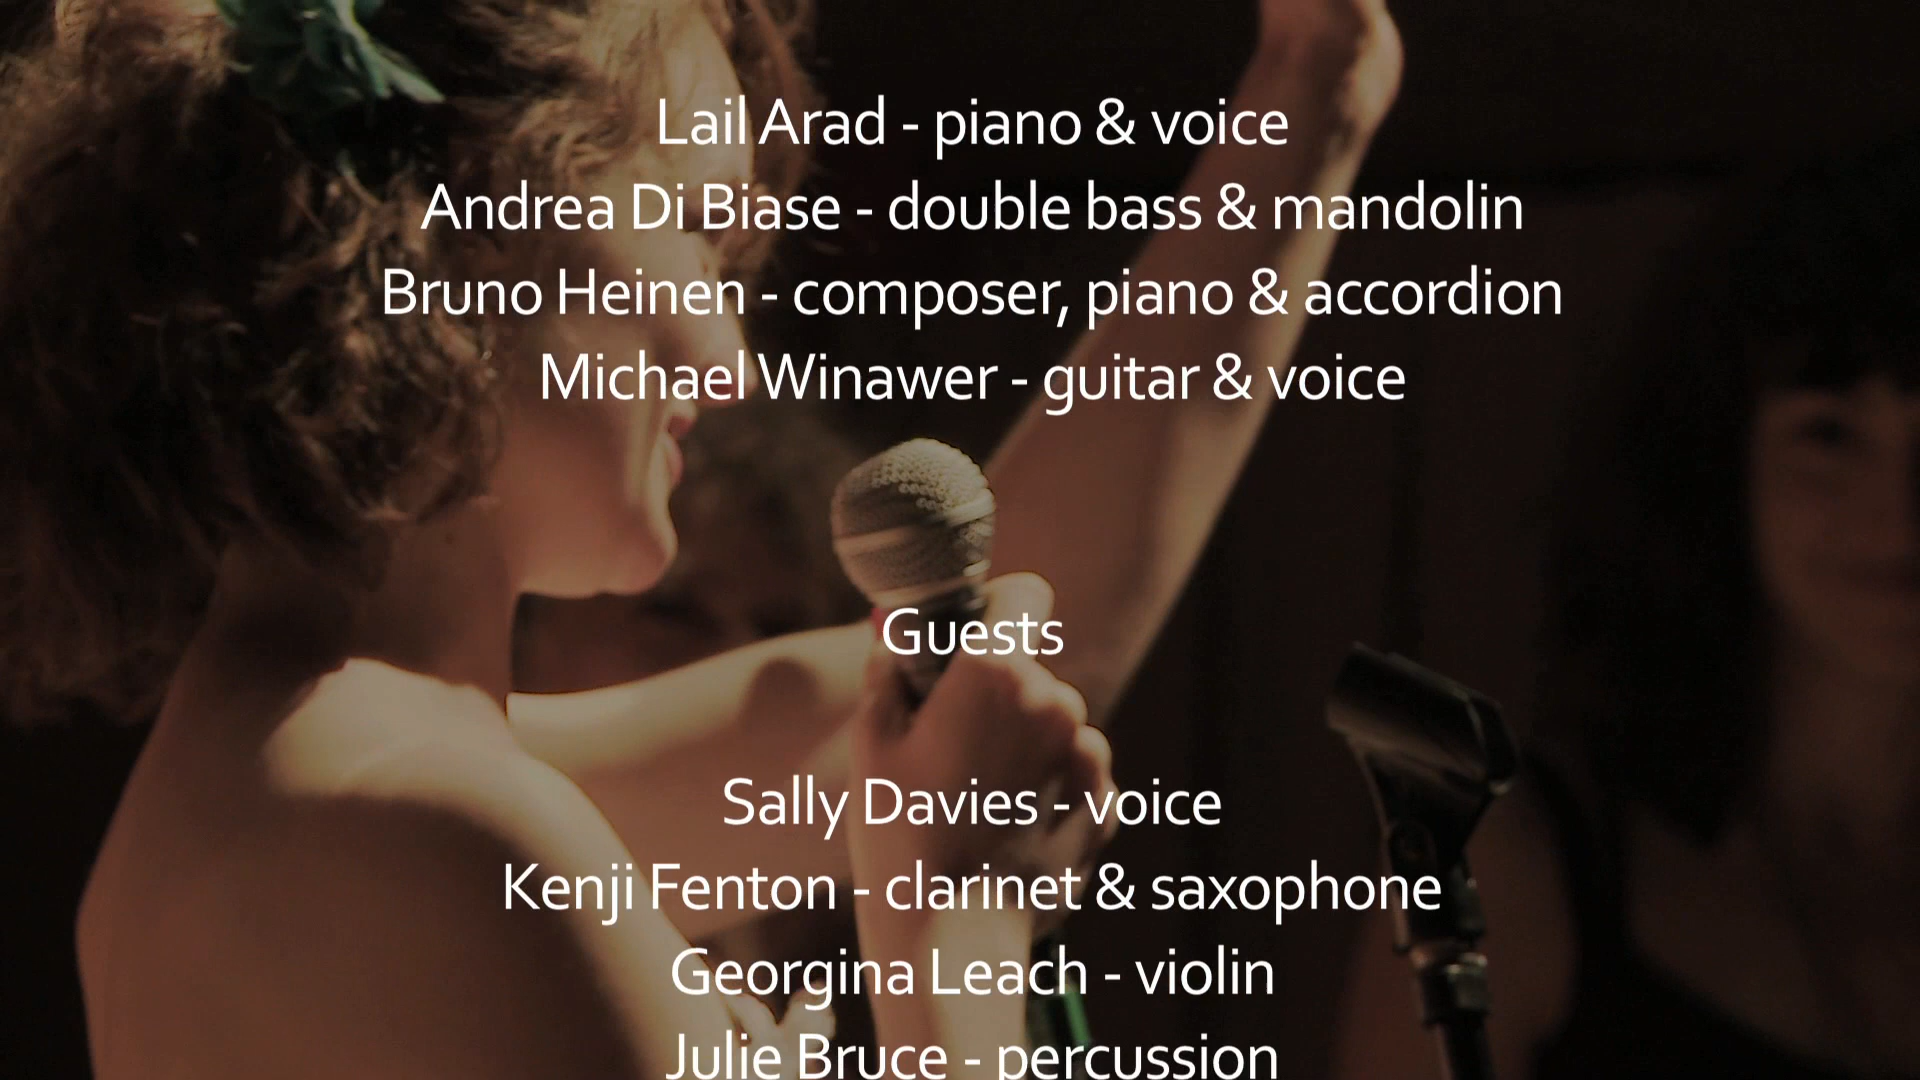 Lail Arad - piano & voice
Andrea Di Biase - double bass & mandolin
Bruno Heinen - composer, piano & accordion
Michael Winawer - guitar & voice
Guests
Sally Davies - voice
Kenji Fenton - clarinet & saxophone
Georgina Leach - violin
Julie Bruce - percussion